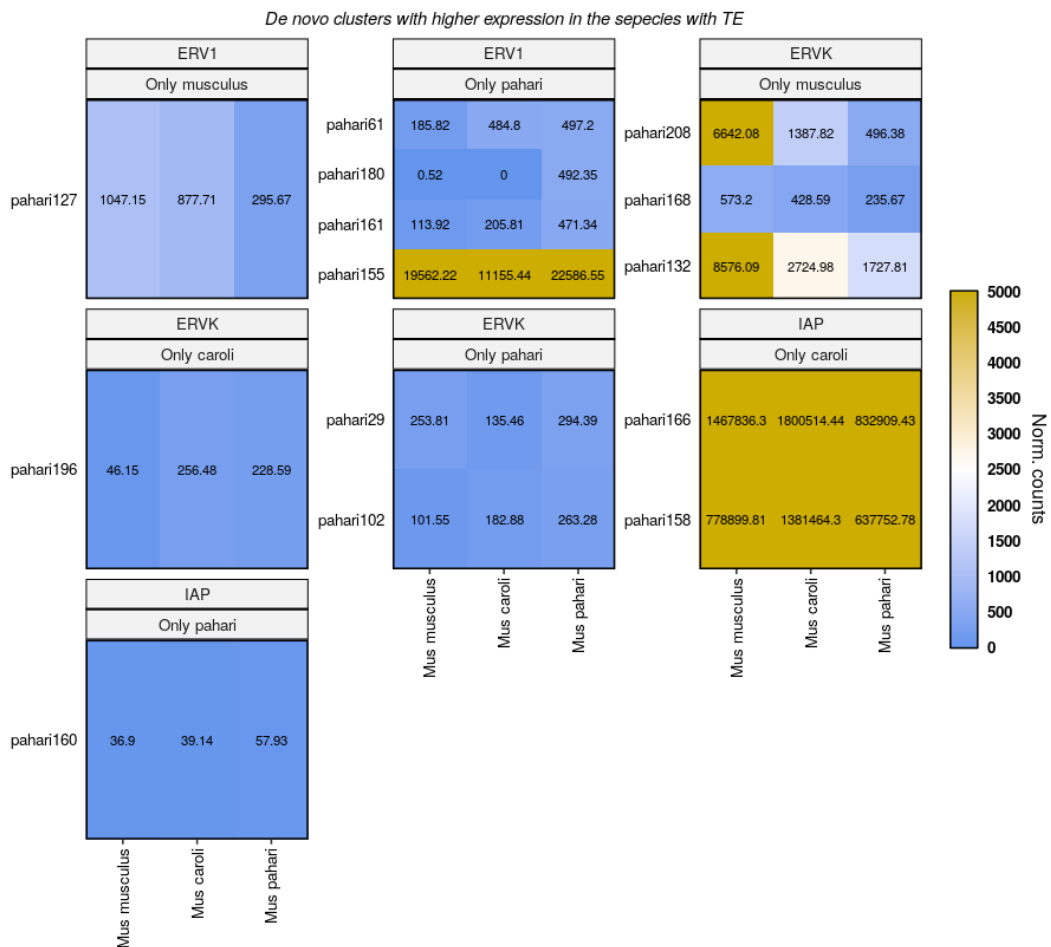 De novo clusters with higher expression in the sepecies with TE
ERV1
Only musculus
pahari127
1047.15 877.71 295.67
ERV1
Only pahari
pahari61 185.82 484.8 497.2
pahari180 0.52 0 492.35
pahari161 113.92 205.81 471.34
pahari155 19562.22 11155.44 22586.55
ERVK
Only musculus
pahari208 6642.08 1387.82 496.38
pahari168 573.2 428.59 235.67
pahari132 8576.09 2724.98 1727.81
ERVK
Only caroli
pahari196 46.15 256.48 228.59
ERVK
Only pahari
pahari29 253.81 135.46 294.39
pahari102 101.55 182.88 263.28
Mus musculus
Mus caroli
Mus pahari
IAP
Only caroli
pahari166 1467836.3 1800514.44 832909.43
pahari158 778899.81 1381464.3 637752.78
Mus musculus
Mus caroli
Mus pahari
IAP
Only pahari
pahari160 36.9 39.14 57.93
Mus musculus
Mus caroli
Mus pahari
5000
4500
4000
3500
3000
2500
2000
1500
1000
500
0
Norm. counts